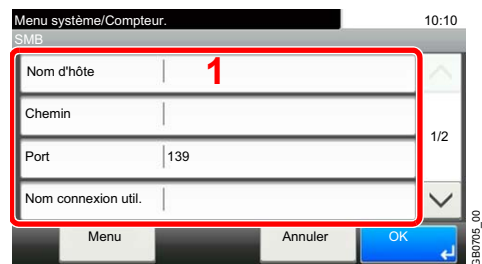 Menu système/Compteur. 10:10
SMB
Nom d'hôte 1
Chemin
1/2
Port 139
Nom connexion util.
Menu Annuler OK
GB0705_00